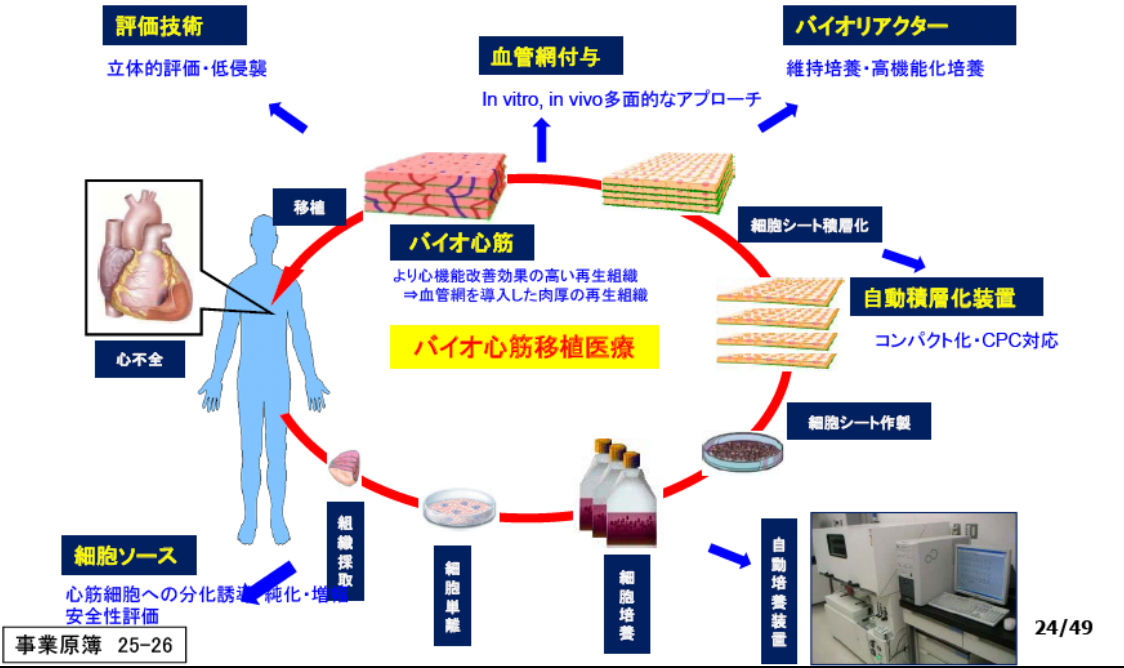 評価技術
立体的評価・低侵襲
血管網付与
In vitro, in vivo多面的なアプローチ
バイオリアクター
維持培養・高機能化培養
移植
バイオ心筋
より心機能改善効果の高い再生組織
⇒血管網を導入した肉厚の再生組織
バイオ心筋移植医療
細胞シート積層化
自動積層化装置
コンパクト化・CPC対応
心不全
細胞シート作製
組織採取
細胞単離
細胞培養
自動培養装置
細胞ソース
心筋細胞への分化誘導・純化・増
安全性評価
事業原簿 25-26
24/49